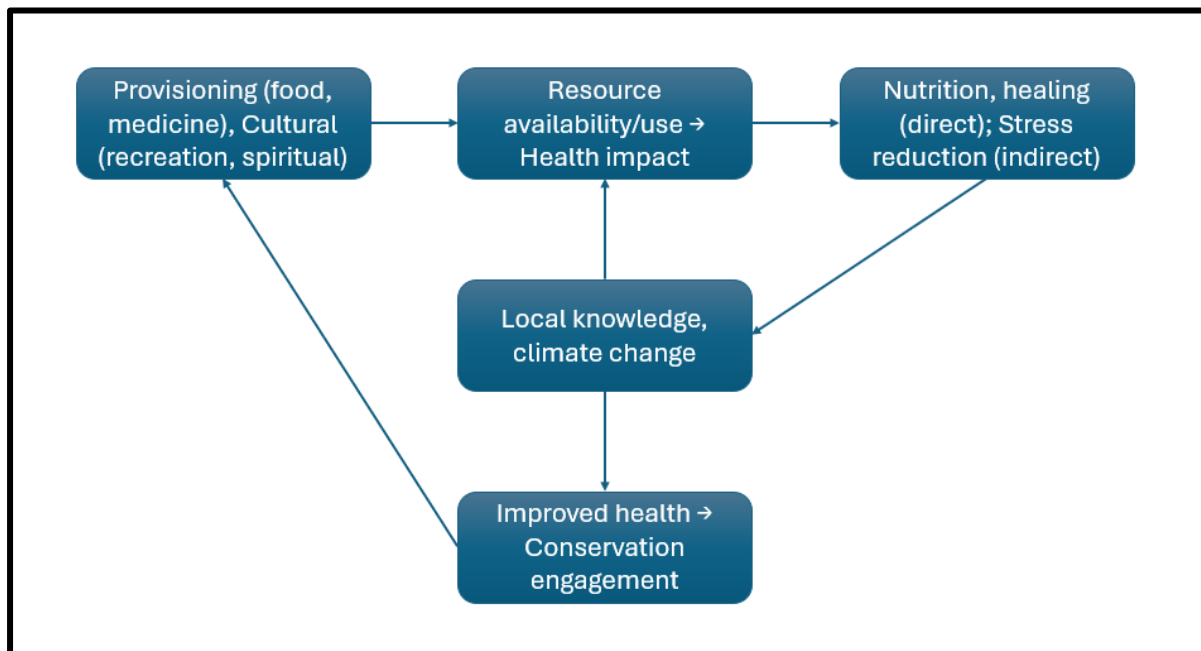 Provisioning (food,
medicine), Cultural
(recreation, spiritual)
Resource
availability/use →
Health impact
Nutrition, healing
(direct); Stress
reduction (indirect)
Local knowledge,
climate change
Improved health →
Conservation
engagement